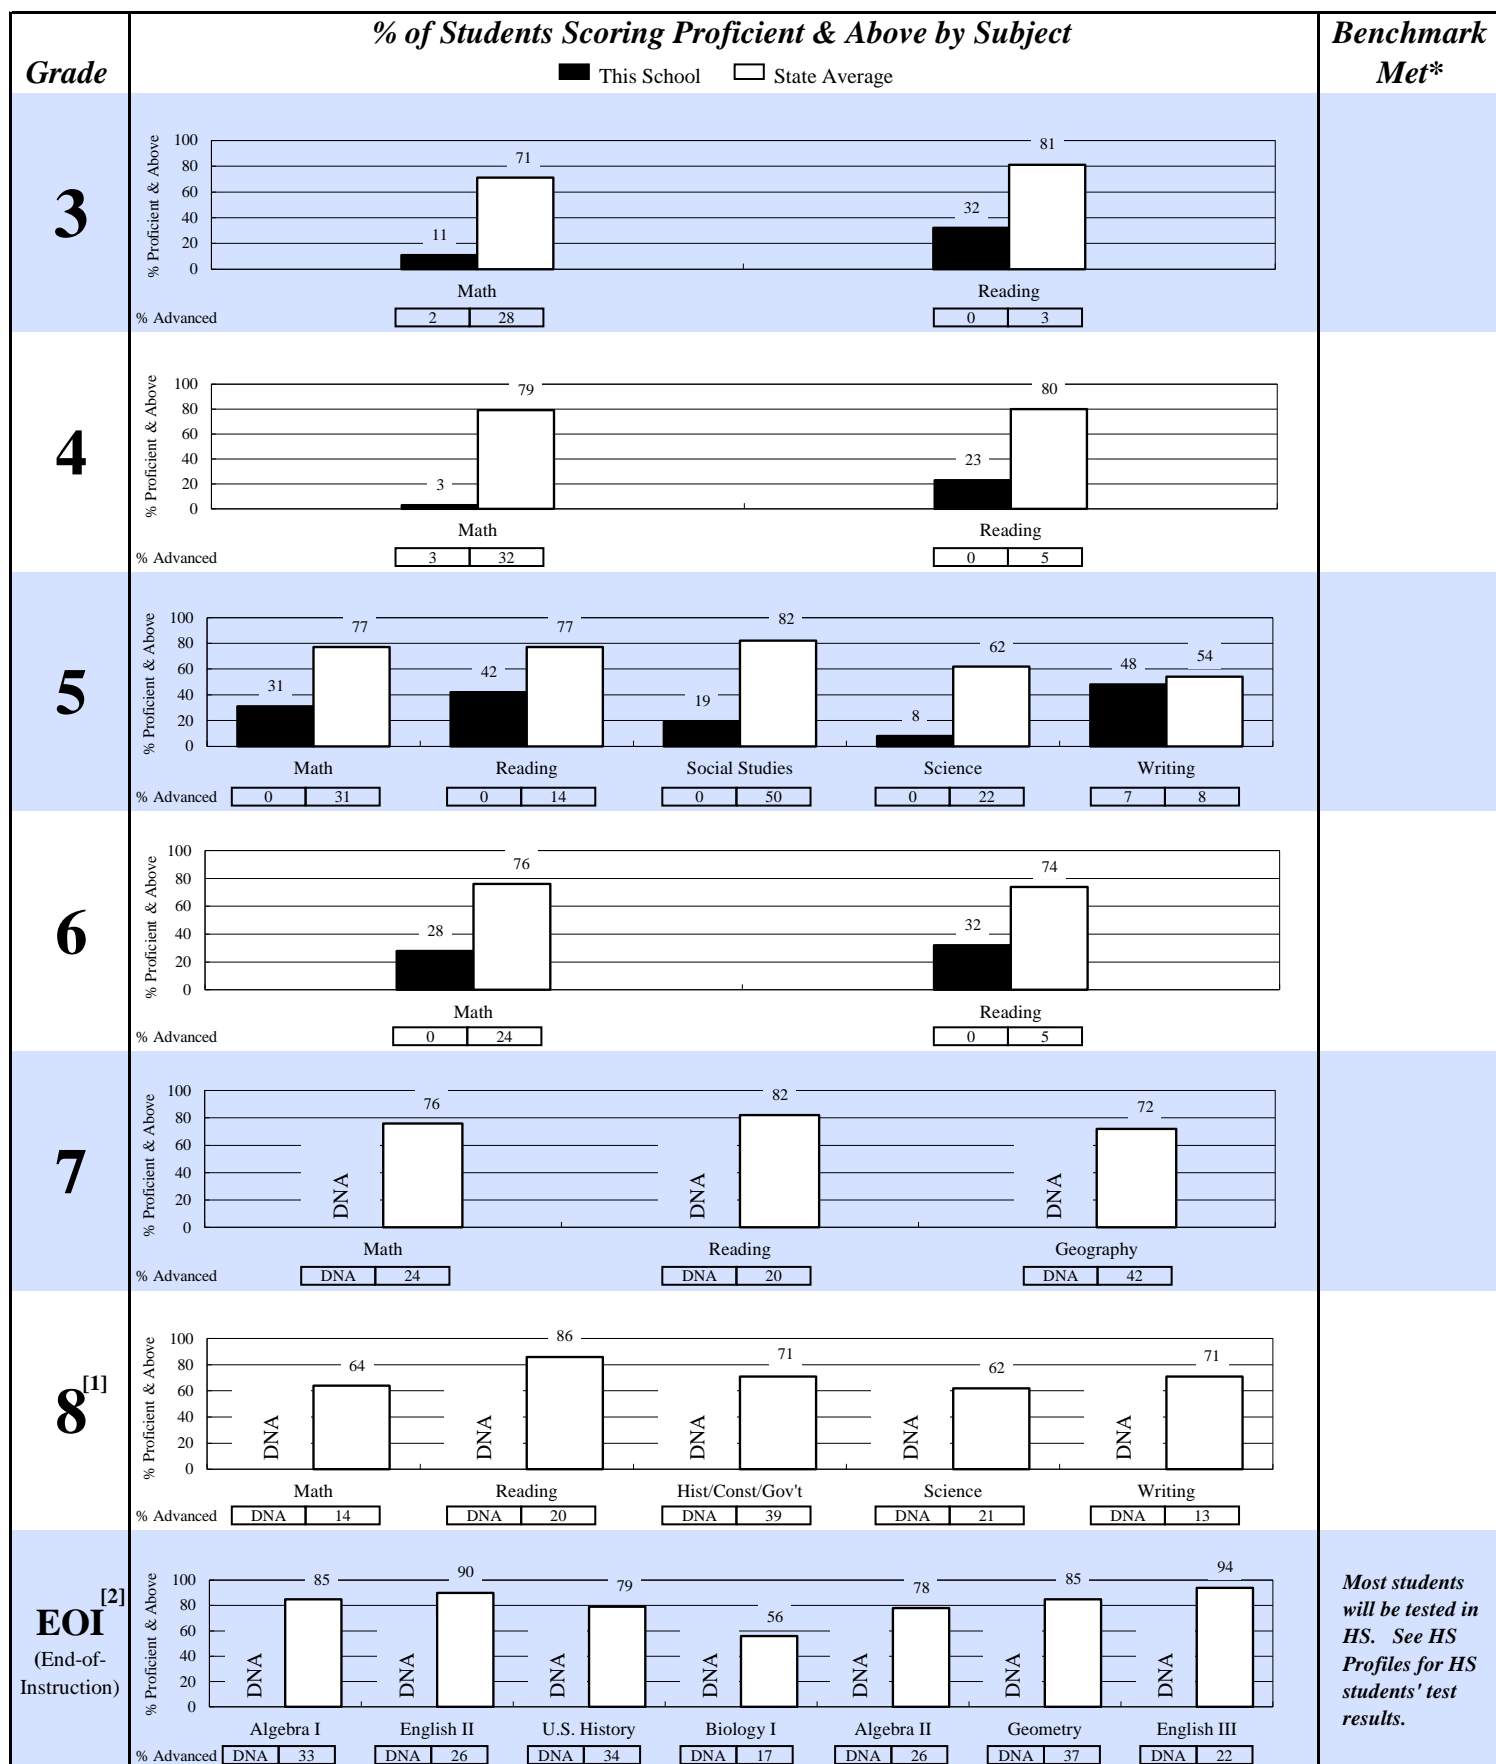 % of Students Scoring Proficient & Above by Subject
Benchmark
Met*
Grade
This School State Average
3
% Proficient & Above
100
80
60
40
20
0
11 71 32 81
Math Reading
% Advanced 2 28 0 3
4
% Proficient & Above
100
80
60
40
20
0
3 79 23 80
Math Reading
% Advanced 3 32 0 5
5
% Proficient & Above
100
80
60
40
20
0
31 77 42 77 19 82 8 62 48 54
Math Reading Social Studies Science Writing
% Advanced 0 31 0 14 0 50 0 22 7 8
6
% Proficient & Above
100
80
60
40
20
0
28 76 32 74
Math Reading
% Advanced 0 24 0 5
7
% Proficient & Above
100
80
60
40
20
0
DNA 76 DNA 82 DNA 72
Math Reading Geography
% Advanced DNA 24 DNA 20 DNA 42
8[1]
% Proficient & Above
100
80
60
40
20
0
DNA 64 DNA 86 DNA 71 DNA 62 DNA 71
Math Reading Hist/Const/Gov't Science Writing
% Advanced DNA 14 DNA 20 DNA 39 DNA 21 DNA 13
EOI[2]
(End-of-
Instruction)
% Proficient & Above
100
80
60
40
20
0
DNA 85 DNA 90 DNA 79 DNA 56 DNA 78 DNA 85 DNA 94
Algebra I English II U.S. History Biology I Algebra II Geometry English III
% Advanced DNA 33 DNA 26 DNA 34 DNA 17 DNA 26 DNA 37 DNA 22
Most students
will be tested in
HS. See HS
Profiles for HS
students' test
results.